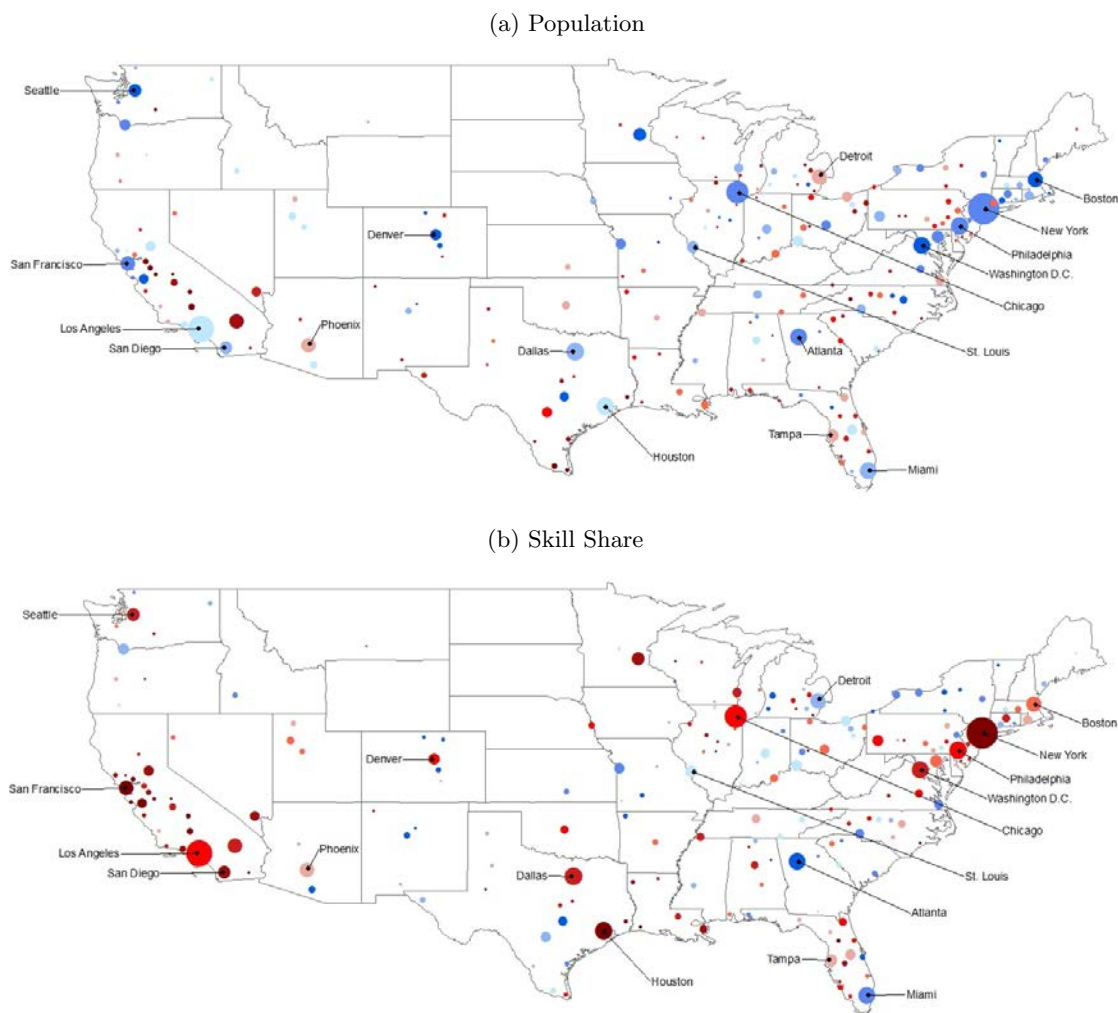 (a) Population
Seattle
Detroit
Boston
New York
Denver
Philadelphia
San Francisco
Washington D.C.
Chicago
Los Angeles
Phoenix
San Diego
Dallas
Atlanta
St. Louis
Tampa
Houston
Miami
(b) Skill Share
Seattle
Detroit
Boston
New York
Denver
Philadelphia
San Francisco
Washington D.C.
Chicago
Los Angeles
Phoenix
San Diego
Dallas
St. Louis
Atlanta
Tampa
Houston
Miami